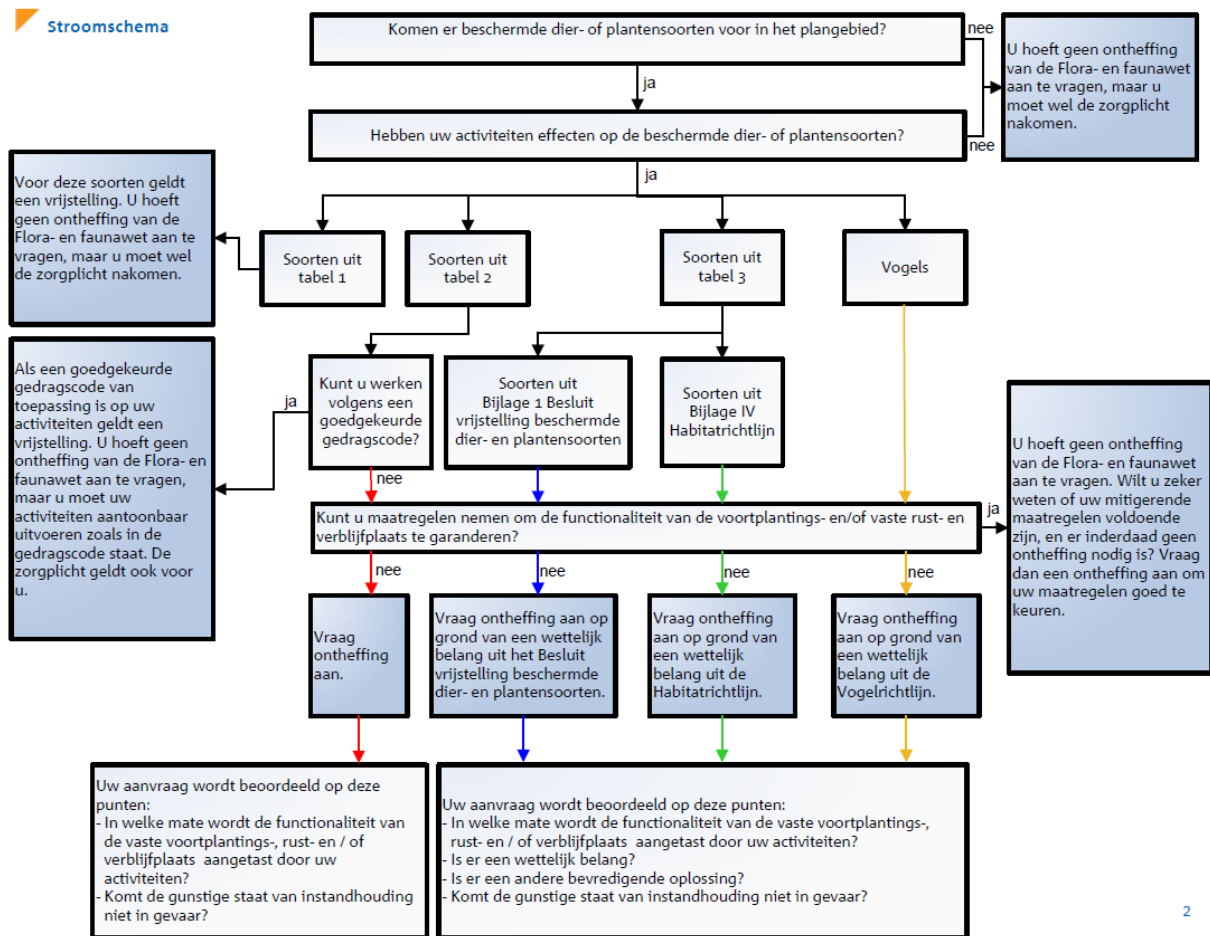 Stroomschema
Komen er beschermde dier- of plantensoorten voor in het plangebied?
nee
U hoeft geen ontheffing
van de Flora- en faunawet
aan te vragen, maar u
moet wel de zorgplicht
nakomen.
ja
Hebben uw activiteiten effecten op de beschermde dier- of plantensoorten?
nee
ja
Voor deze soorten geldt
een vrijstelling. U hoeft
geen ontheffing van de
Flora- en faunawet aan te
vragen, maar u moet wel
de zorgplicht nakomen.
Soorten uit
tabel 1
Soorten uit
tabel 2
Soorten uit
tabel 3
Vogels
Als een goedgekeurde
gedragscode van
toepassing is op uw
activiteiten geldt een
vrijstelling. U hoeft geen
ontheffing van de Flora- en
faunawet aan te vragen,
maar u moet uw
activiteiten aantoonbaar
uitvoeren zoals in de
gedragscode staat. De
zorgplicht geldt ook voor
u.
ja
Kunt u werken
volgens een
goedgekeurde
gedragscode?
Soorten uit
Bijlage 1 Besluit
vrijstelling beschermde
dier- en plantensoorten
Soorten uit
Bijlage IV
Habitatrichtlijn
nee
Kunt u maatregelen nemen om de functionaliteit van de voortplantings- en/of vaste rust- en
verblijfplaats te garanderen?
ja
U hoeft geen ontheffing
van de Flora- en faunawet
aan te vragen. Wilt u zeker
weten of uw mitigerende
maatregelen voldoende
zijn, en er inderdaad geen
ontheffing nodig is? Vraag
dan een ontheffing aan om
uw maatregelen goed te
keuren.
nee
nee
nee
nee
Vraag
ontheffing
aan.
Vraag ontheffing aan op
grond van een wettelijk
belang uit het Besluit
vrijstelling beschermde
dier- en plantensoorten.
Vraag ontheffing
aan op grond van
een wettelijk
belang uit de
Habitatrichtlijn.
Vraag ontheffing
aan op grond van
een wettelijk
belang uit de
Vogelrichtlijn.
Uw aanvraag wordt beoordeeld op deze
punten:
- In welke mate wordt de functionaliteit van
de vaste voortplantings-, rust- en / of
verblijfplaats aangetast door uw
activiteiten?
- Komt de gunstige staat van instandhouding
niet in gevaar?
Uw aanvraag wordt beoordeeld op deze punten:
- In welke mate wordt de functionaliteit van de vaste voortplantings-,
rust- en / of verblijfplaats aangetast door uw activiteiten?
- Is er een wettelijk belang?
- Is er een andere bevredigende oplossing?
- Komt de gunstige staat van instandhouding niet in gevaar?
2